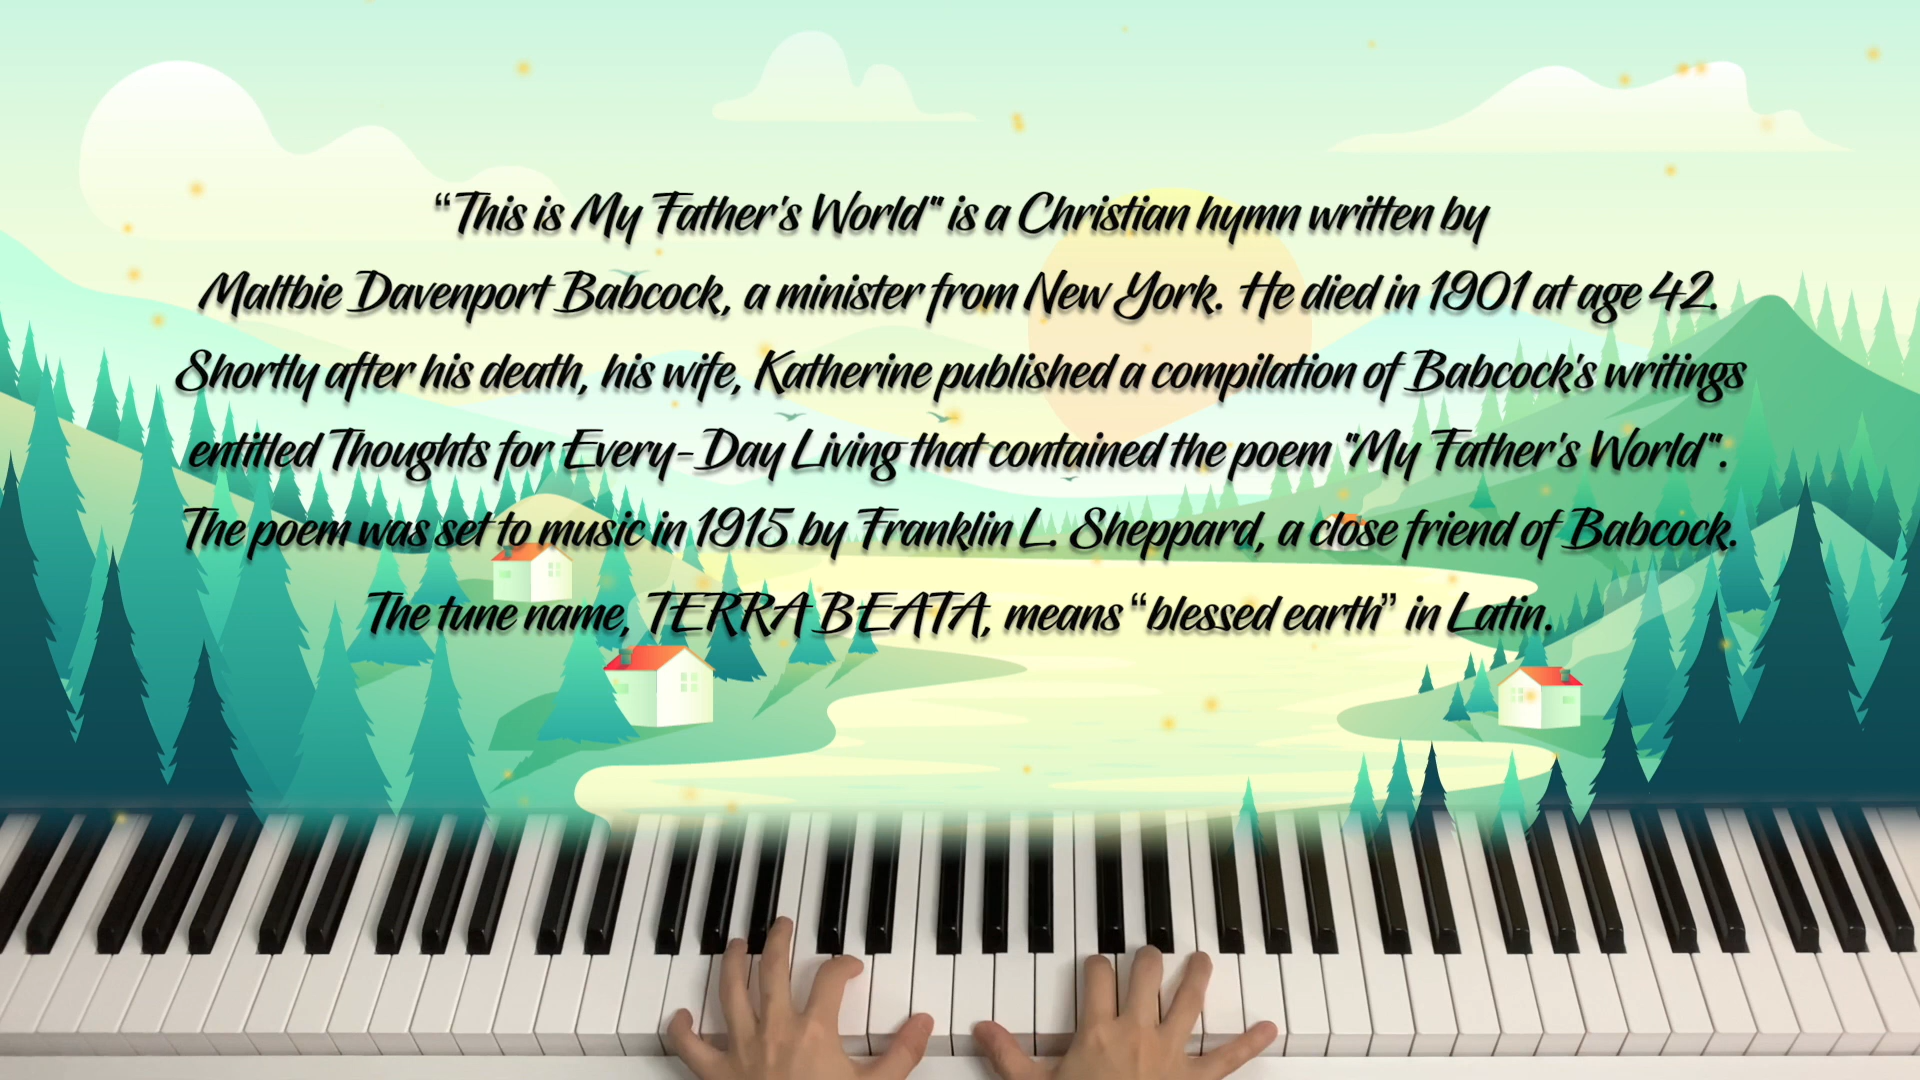 “This is My Father's World" is a Christian hymn written by
Maltbie Davenport Babcock, a minister from New York. He died in 1901 at age 42.
Shortly after his death, his wife, Katherine published a compilation of Babcock's writings
entitled Thoughts for Every-Day Living that contained the poem "My Father's World".
The poem was set to music in 1915 by Franklin L. Sheppard, a close friend of Babcock.
The tune name, TERRA BEATA, means “blessed earth” in Latin.